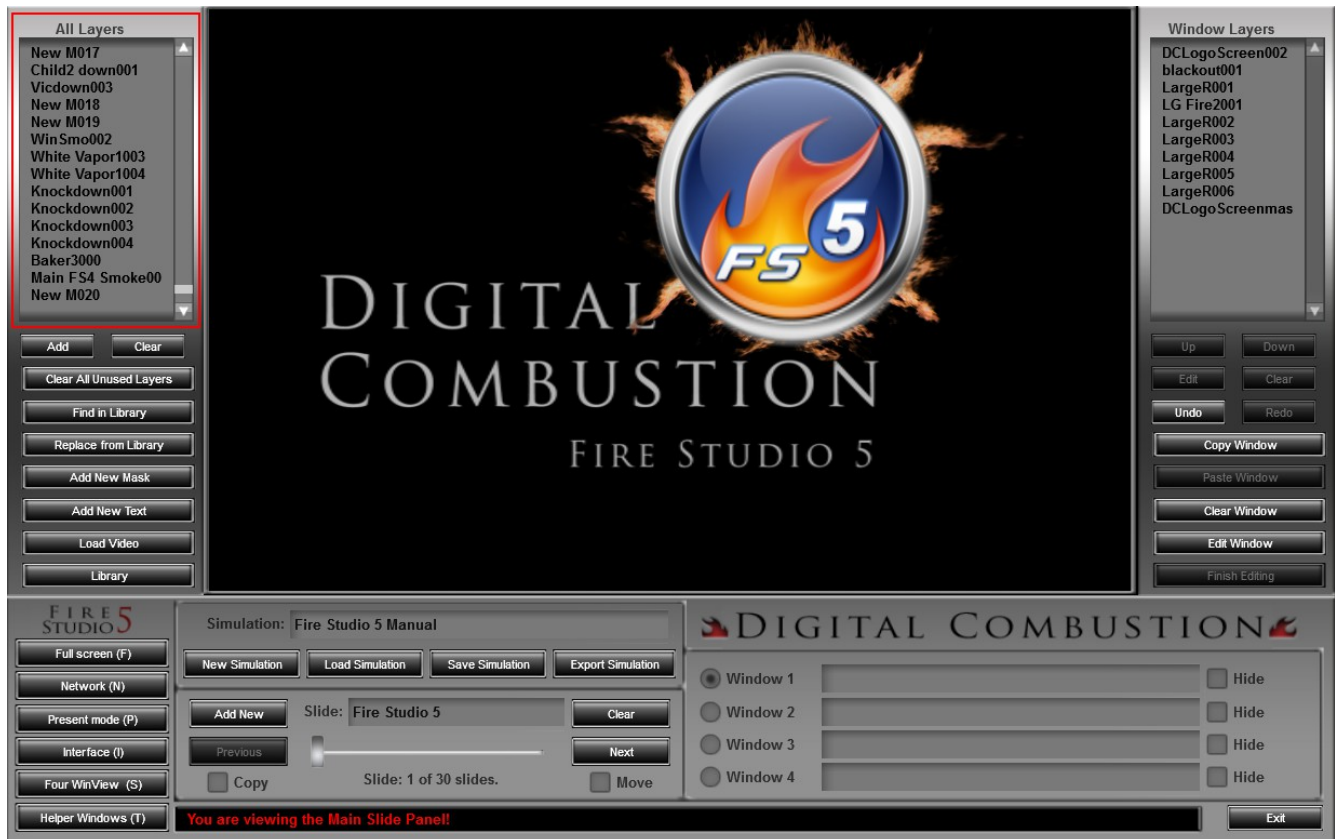 All Layers
New M017
Child2 down001
Vicdown003
New M018
New M019
WinSmo002
White Vapor1003
White Vapor1004
Knockdown001
Knockdown002
Knockdown003
Knockdown004
Baker3000
Main FS4 Smoke00
New M020
Add Clear
Clear All Unused Layers
Find in Library
Replace from Library
Add New Mask
Add New Text
Load Video
Library
FS 5
DIGITAL
COMBUSTION
FIRE STUDIO 5
Window Layers
DCLogoScreen002
blackout001
LargeR001
LG Fire2001
LargeR002
LargeR003
LargeR004
LargeR005
LargeR006
DCLogoScreenmas
Up Down
Edit Clear
Undo Redo
Copy Window
Paste Window
Clear Window
Edit Window
Finish Editing
FIRE
STUDIO 5
Full screen (F)
Network (N)
Present mode (P)
Interface (I)
Four WinView (S)
Helper Windows (T)
Simulation: Fire Studio 5 Manual
New Simulation Load Simulation Save Simulation Export Simulation
Add New Slide: Fire Studio 5 Clear
Previous Next
Copy Slide: 1 of 30 slides. Move
DIGITAL COMBUSTION
Window 1 Hide
Window 2 Hide
Window 3 Hide
Window 4 Hide
You are viewing the Main Slide Panel!
Exit